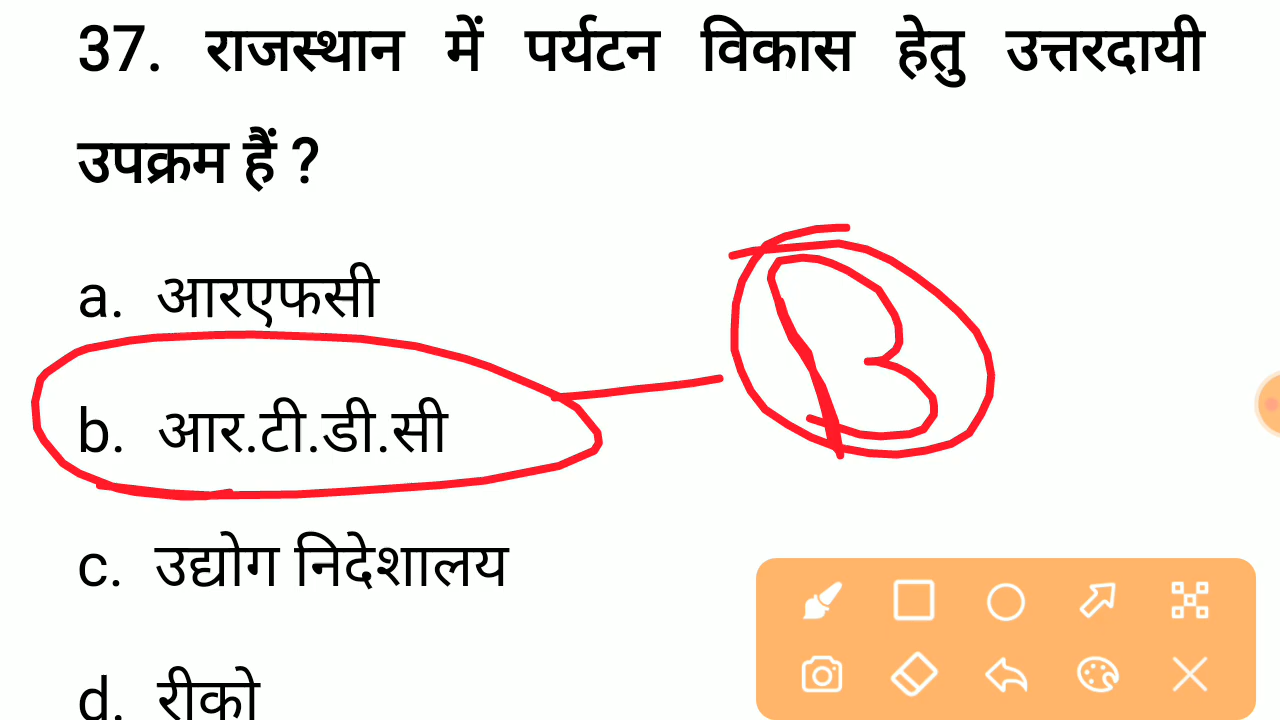 37. राजस्थान में पर्यटन विकास हेतु उत्तरदायी
उपक्रम हैं ?
a. आरएफसी
b. आर.टी.डी.सी
B
c. उद्योग निदेशालय
d. रीको